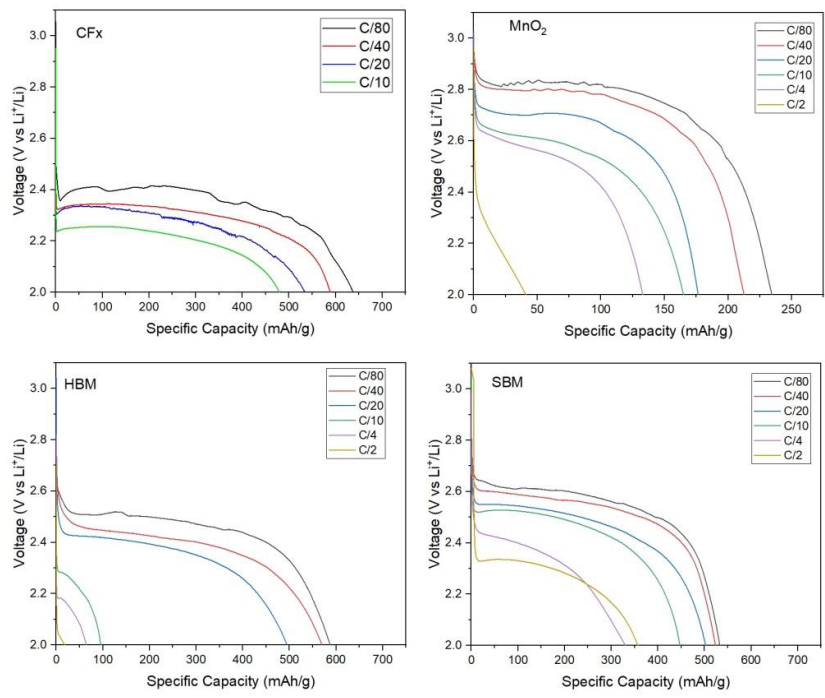 CFx
C/80
C/40
C/20
C/10
3.0
2.8
2.6
2.4
2.2
2.0
Voltage (V vs Li⁺/Li)
0 100 200 300 400 500 600 700
Specific Capacity (mAh/g)
MnO₂
C/80
C/40
C/20
C/10
C/4
C/2
3.0
2.8
2.6
2.4
2.2
2.0
Voltage (V vs Li⁺/Li)
0 50 100 150 200 250
Specific Capacity (mAh/g)
HBM
C/80
C/40
C/20
C/10
C/4
C/2
3.0
2.8
2.6
2.4
2.2
2.0
Voltage (V vs Li⁺/Li)
0 100 200 300 400 500 600 700
Specific Capacity (mAh/g)
SBM
C/80
C/40
C/20
C/10
C/4
C/2
3.0
2.8
2.6
2.4
2.2
2.0
Voltage (V vs Li⁺/Li)
0 100 200 300 400 500 600 700
Specific Capacity (mAh/g)